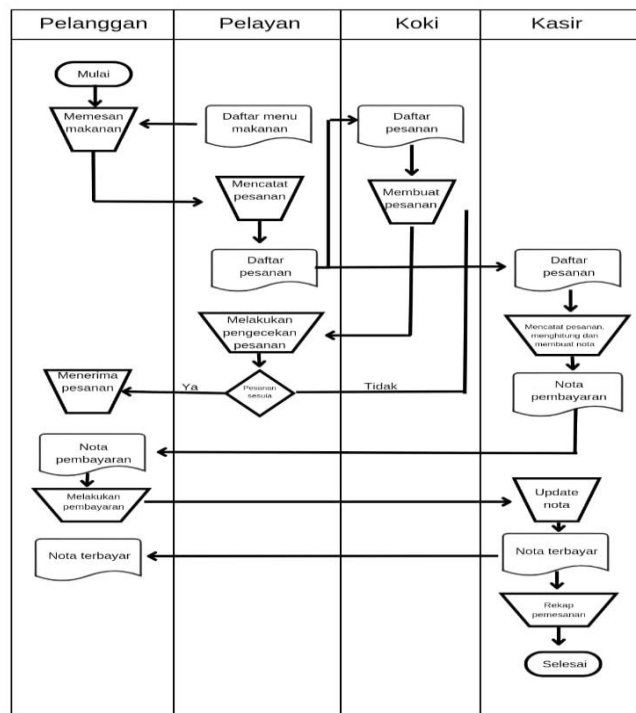 Pelanggan
Pelayan
Koki
Kasir
Mulai
Memesan
makanan
Daftar menu
makanan
Daftar
pesanan
Mencatat
pesanan
Membuat
pesanan
Daftar
pesanan
Daftar
pesanan
Melakukan
pengecekan
pesanan
Mencatat pesanan,
menghitung dan
membuat nota
Menerima
pesanan
Ya
Pesanan
sesuia
Tidak
Nota
pembayaran
Nota
pembayaran
Melakukan
pembayaran
Update
nota
Nota terbayar
Nota terbayar
Rekap
pemesanan
Selesai